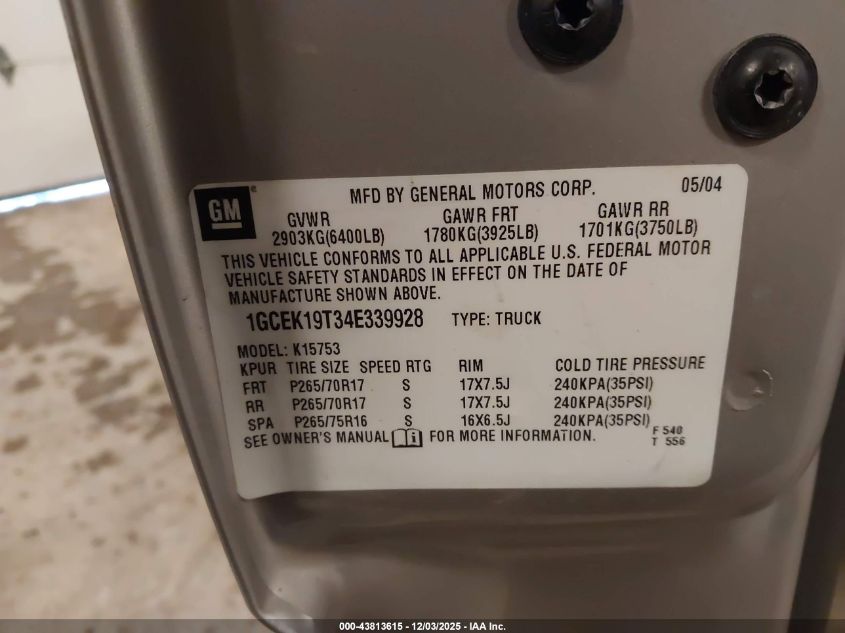 GM
MFD BY GENERAL MOTORS CORP. 05/04
GVWR GAWR FRT GAWR RR
2903KG(6400LB) 1780KG(3925LB) 1701KG(3750LB)
THIS VEHICLE CONFORMS TO ALL APPLICABLE U.S. FEDERAL MOTOR
VEHICLE SAFETY STANDARDS IN EFFECT ON THE DATE OF
MANUFACTURE SHOWN ABOVE.
1GCEK19T34E339928 TYPE: TRUCK
MODEL: K15753
KPUR TIRE SIZE SPEED RTG RIM COLD TIRE PRESSURE
FRT P265/70R17 S 17X7.5J 240KPA(35PSI)
RR P265/70R17 S 17X7.5J 240KPA(35PSI)
SPA P265/75R16 S 16X6.5J 240KPA(35PSI)
SEE OWNER'S MANUAL i FOR MORE INFORMATION.
F 540
T 556
000-43813615 - 12/03/2025 - IAA Inc.